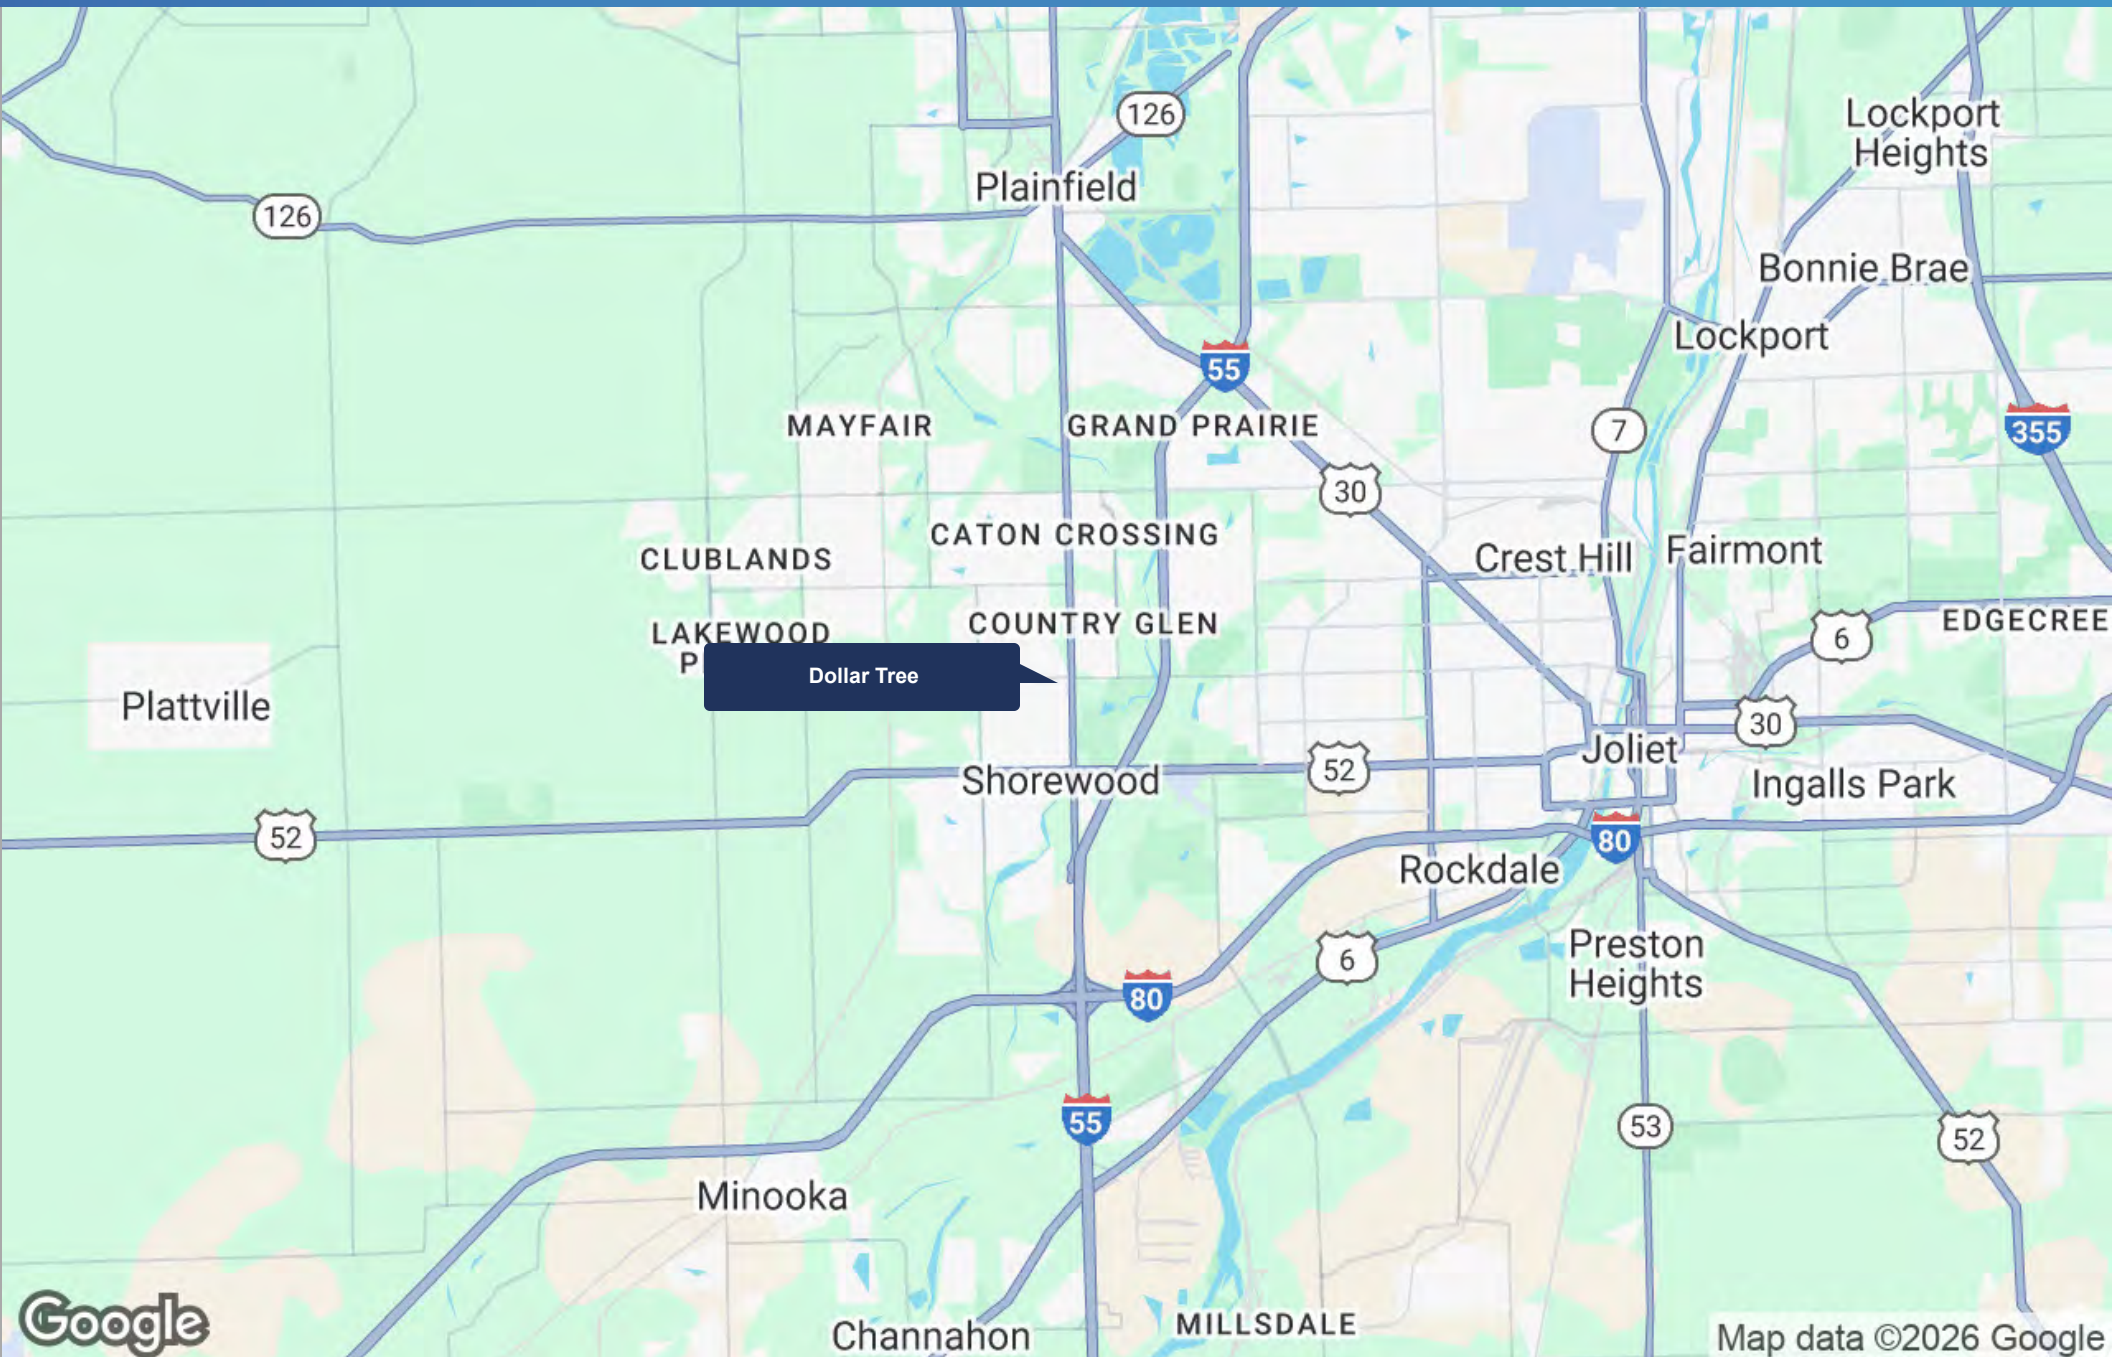 126
Lockport
Heights
Plainfield
126
Bonnie Brae
Lockport
55
MAYFAIR
GRAND PRAIRIE
7
355
30
CATON CROSSING
CLUBLANDS
Crest Hill
Fairmont
COUNTRY GLEN
EDGECREE
LAKEWOOD
P
6
Dollar Tree
Plattville
30
Joliet
52
Shorewood
Ingalls Park
52
80
Rockdale
6
Preston
Heights
80
55
53
52
Minooka
Google
Channahon
MILLSDALE
Map data ©2026 Google